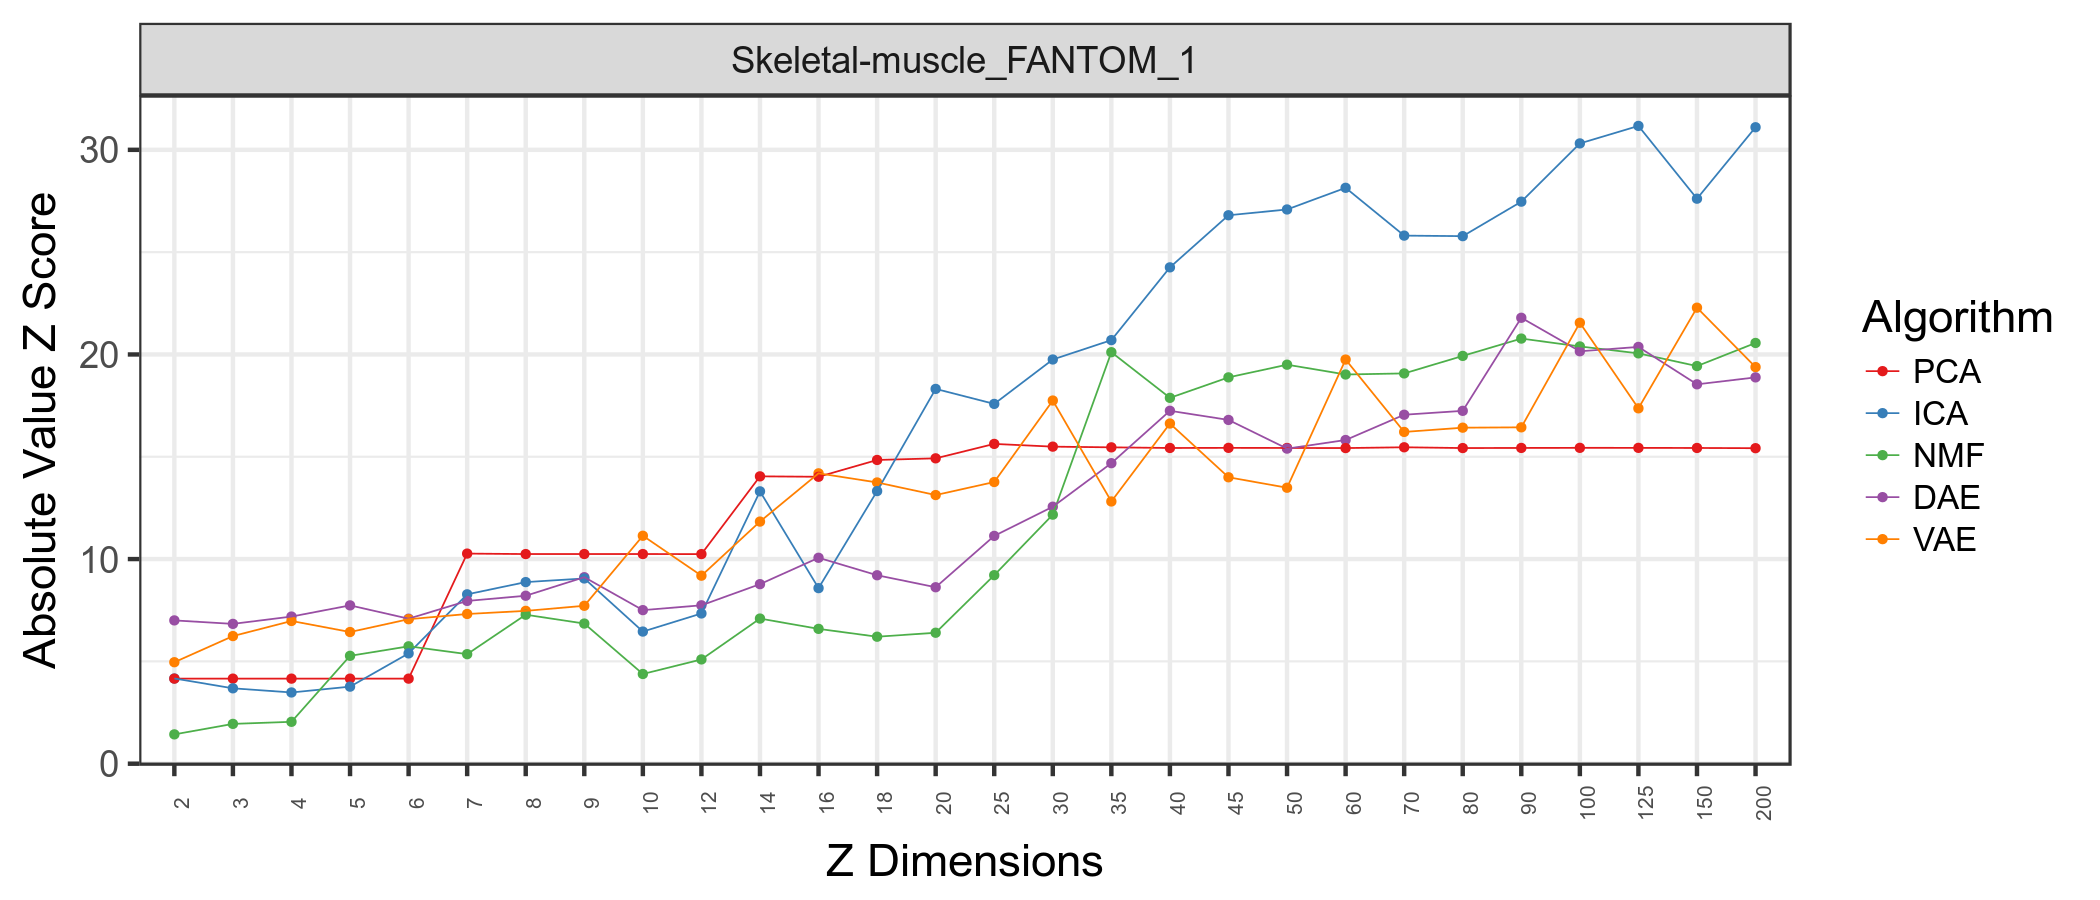 Skeletal-muscle_FANTOM_1
Absolute Value Z Score
30
20
10
0
2 3 4 5 6 7 8 9 10 12 14 16 18 20 25 30 35 40 45 50 60 70 80 90 100 125 150 200
Z Dimensions
Algorithm
PCA
ICA
NMF
DAE
VAE